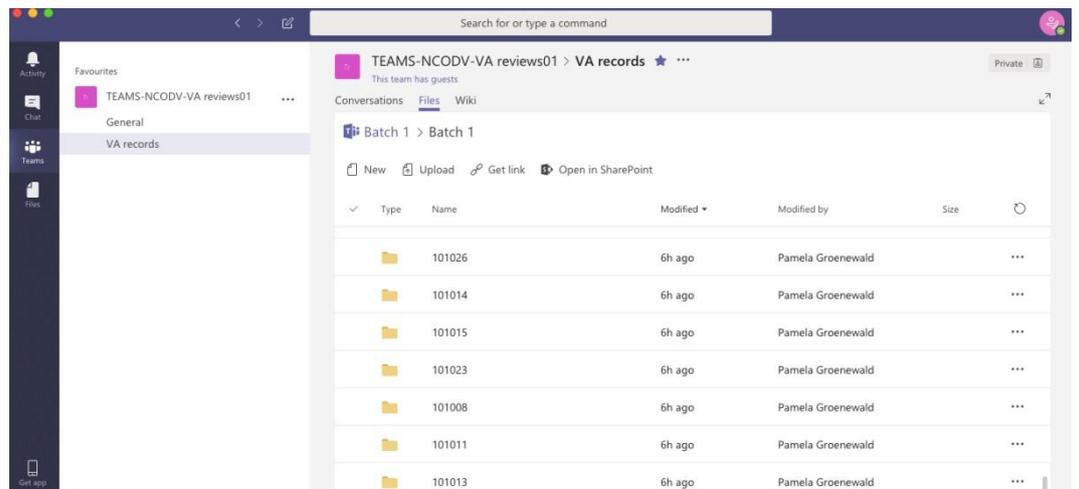 Search for or type a command
Activity
Chat
Teams
Files
Get app
Favourites
TEAMS-NCODV-VA reviews01 ...
General
VA records
TEAMS-NCODV-VA reviews01 > VA records ...
This team has guests
Private
Conversations Files Wiki
Batch 1 > Batch 1
New Upload Get link Open in SharePoint
Type Name Modified Modified by Size
101026 6h ago Pamela Groenewald ...
101014 6h ago Pamela Groenewald ...
101015 6h ago Pamela Groenewald ...
101023 6h ago Pamela Groenewald ...
101008 6h ago Pamela Groenewald ...
101011 6h ago Pamela Groenewald ...
101013 6h ago Pamela Groenewald ...